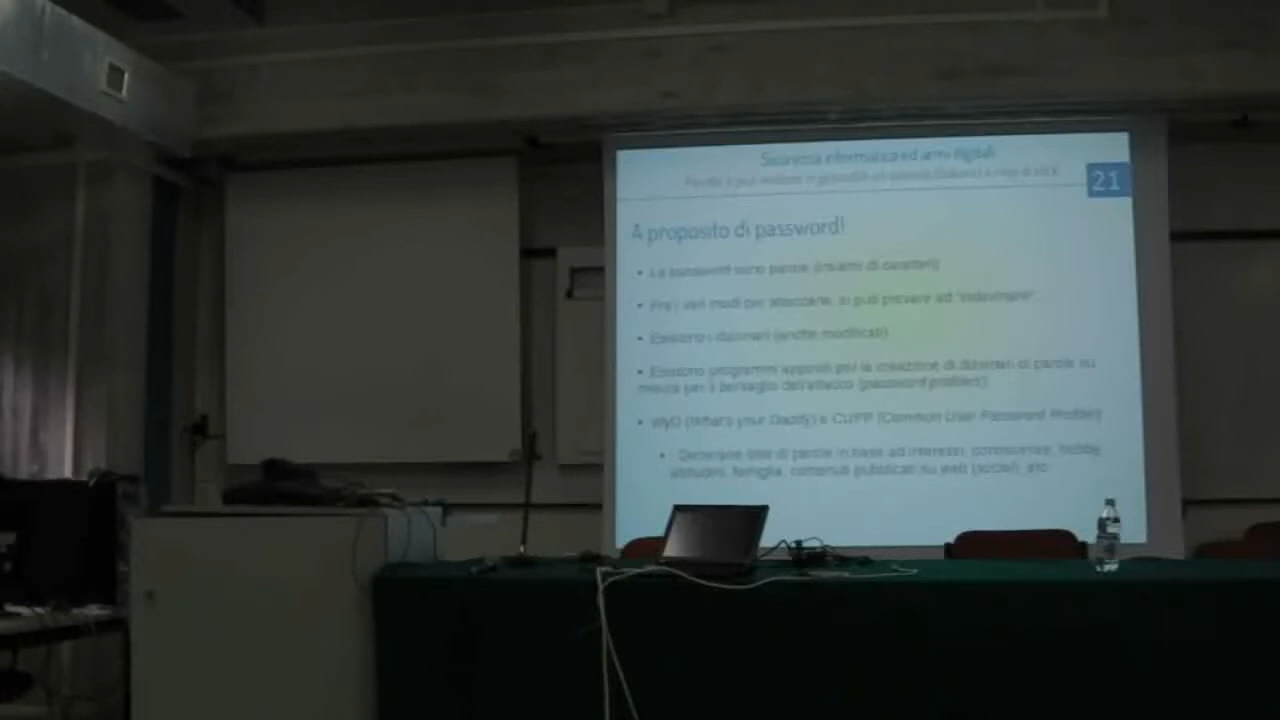 Sicurezza informatica ed armi digitali
21
A proposito di password!
• Le password sono parole (insiemi di caratteri)
• Fra i vari modi per attaccarle, si può provare ad "indovinare"
• Esistono i dizionari (anche modificati)
• Esistono programmi appositi per la creazione di dizionari di parole su
misura per il bersaglio dell'attacco (password profilers)
• WyD (What's your Daddy) e CUPP (Common User Password Profiler)
• Generano liste di parole in base ad interessi, conoscenze, hobby,
abitudini, famiglia, contenuti pubblicati su web (social), etc